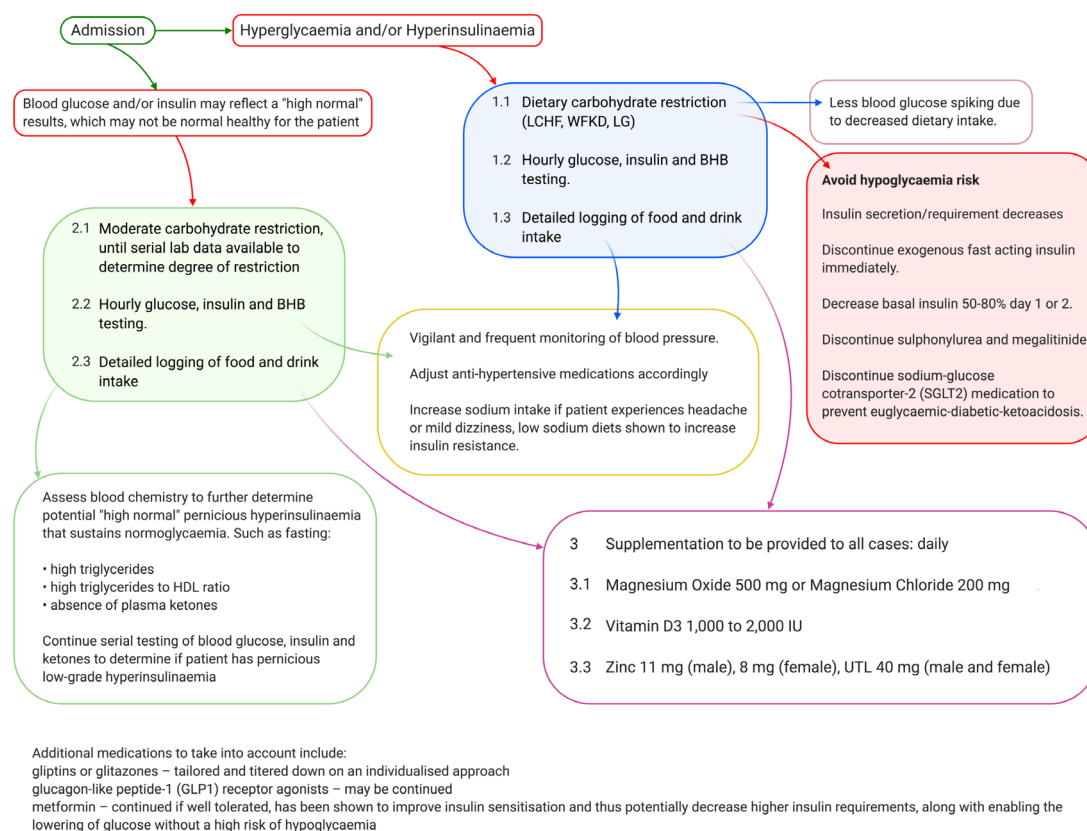 Admission
Hyperglycaemia and/or Hyperinsulinaemia
Blood glucose and/or insulin may reflect a "high normal"
results, which may not be normal healthy for the patient
1.1 Dietary carbohydrate restriction
(LCHF, WFKD, LG)
1.2 Hourly glucose, insulin and BHB
testing.
1.3 Detailed logging of food and drink
intake
Less blood glucose spiking due
to decreased dietary intake.
Avoid hypoglycaemia risk
Insulin secretion/requirement decreases
Discontinue exogenous fast acting insulin
immediately.
Decrease basal insulin 50-80% day 1 or 2.
Discontinue sulphonylurea and megalitinide
Discontinue sodium-glucose
cotransporter-2 (SGLT2) medication to
prevent euglycaemic-diabetic-ketoacidosis.
2.1 Moderate carbohydrate restriction,
until serial lab data available to
determine degree of restriction
2.2 Hourly glucose, insulin and BHB
testing.
2.3 Detailed logging of food and drink
intake
Vigilant and frequent monitoring of blood pressure.
Adjust anti-hypertensive medications accordingly
Increase sodium intake if patient experiences headache
or mild dizziness, low sodium diets shown to increase
insulin resistance.
Assess blood chemistry to further determine
potential "high normal" pernicious hyperinsulinaemia
that sustains normoglycaemia. Such as fasting:
• high triglycerides
• high triglycerides to HDL ratio
• absence of plasma ketones
Continue serial testing of blood glucose, insulin and
ketones to determine if patient has pernicious
low-grade hyperinsulinaemia
3 Supplementation to be provided to all cases: daily
3.1 Magnesium Oxide 500 mg or Magnesium Chloride 200 mg
3.2 Vitamin D3 1,000 to 2,000 IU
3.3 Zinc 11 mg (male), 8 mg (female), UTL 40 mg (male and female)
Additional medications to take into account include:
gliptins or glitazones – tailored and titered down on an individualised approach
glucagon-like peptide-1 (GLP1) receptor agonists – may be continued
metformin – continued if well tolerated, has been shown to improve insulin sensitisation and thus potentially decrease higher insulin requirements, along with enabling the
lowering of glucose without a high risk of hypoglycaemia